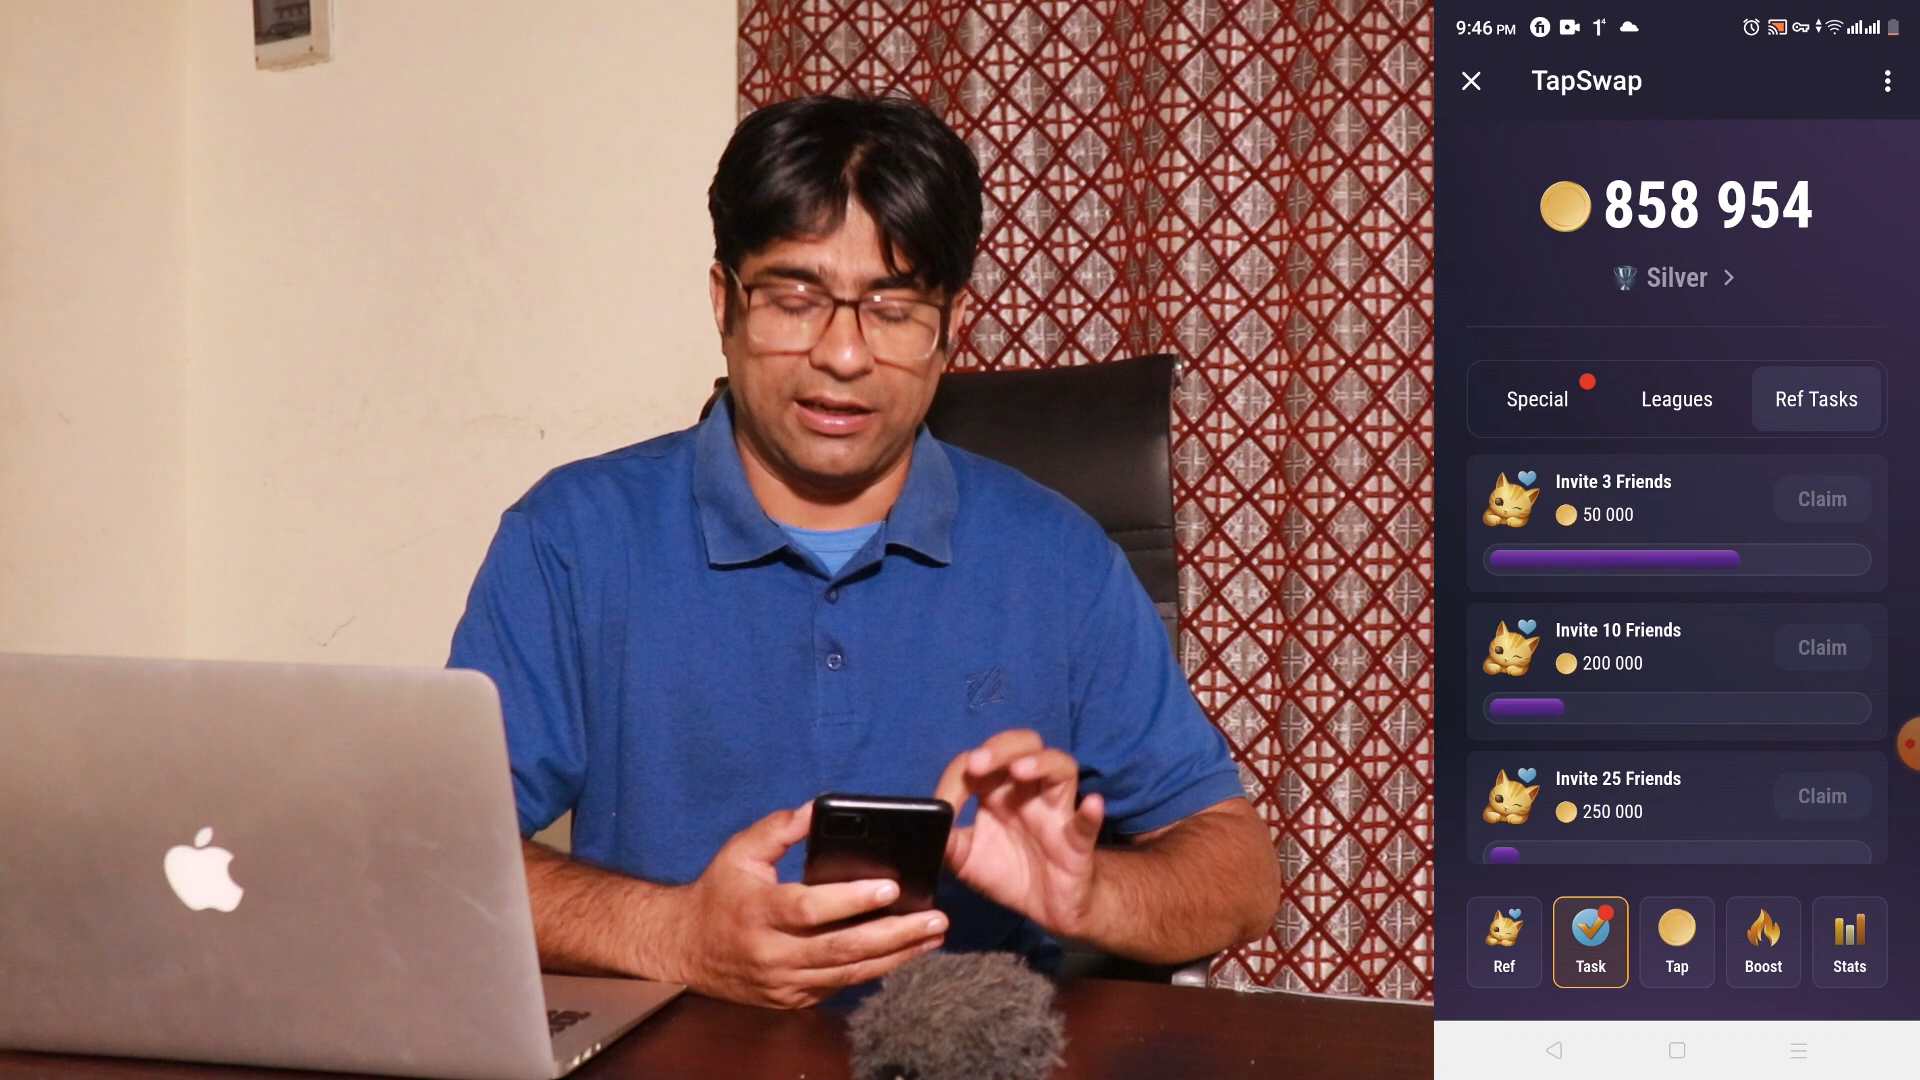 9:46 PM
TapSwap
858 954
Silver
Special
Leagues
Ref Tasks
Invite 3 Friends
50 000
Claim
Invite 10 Friends
200 000
Claim
Invite 25 Friends
250 000
Claim
Ref
Task
Tap
Boost
Stats